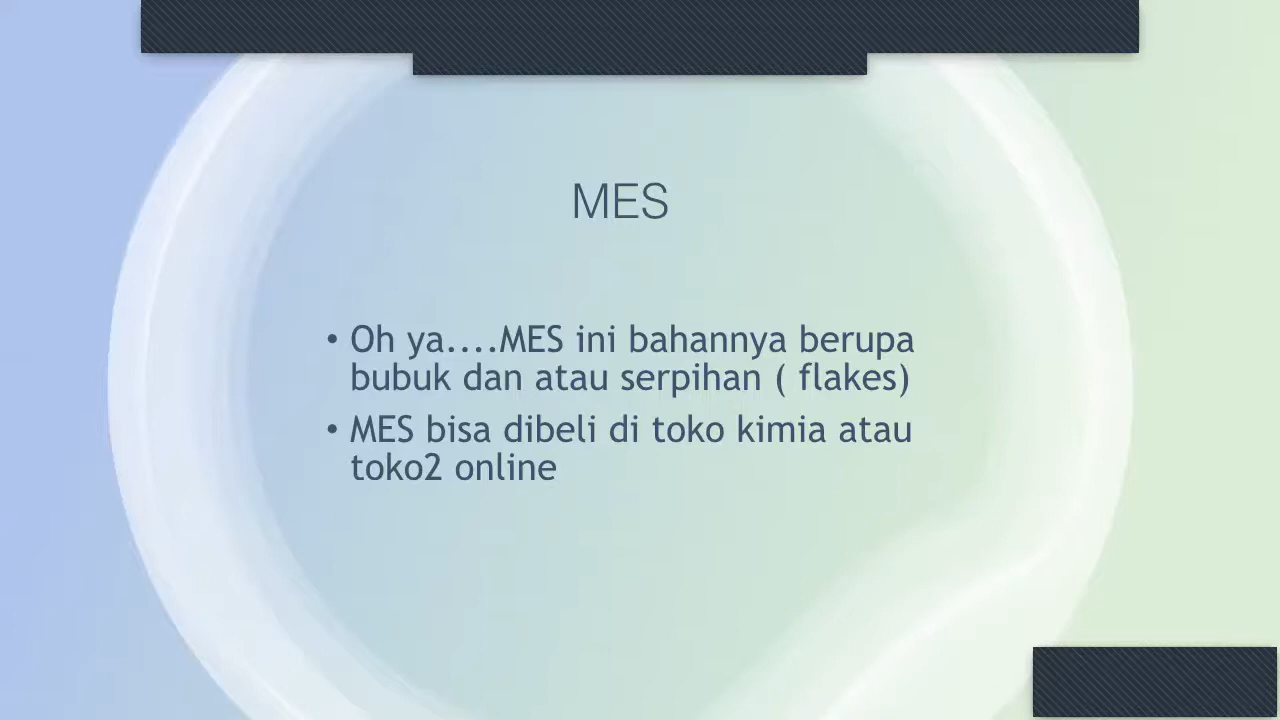 MES
• Oh ya....MES ini bahannya berupa
bubuk dan atau serpihan ( flakes)
• MES bisa dibeli di toko kimia atau
toko2 online